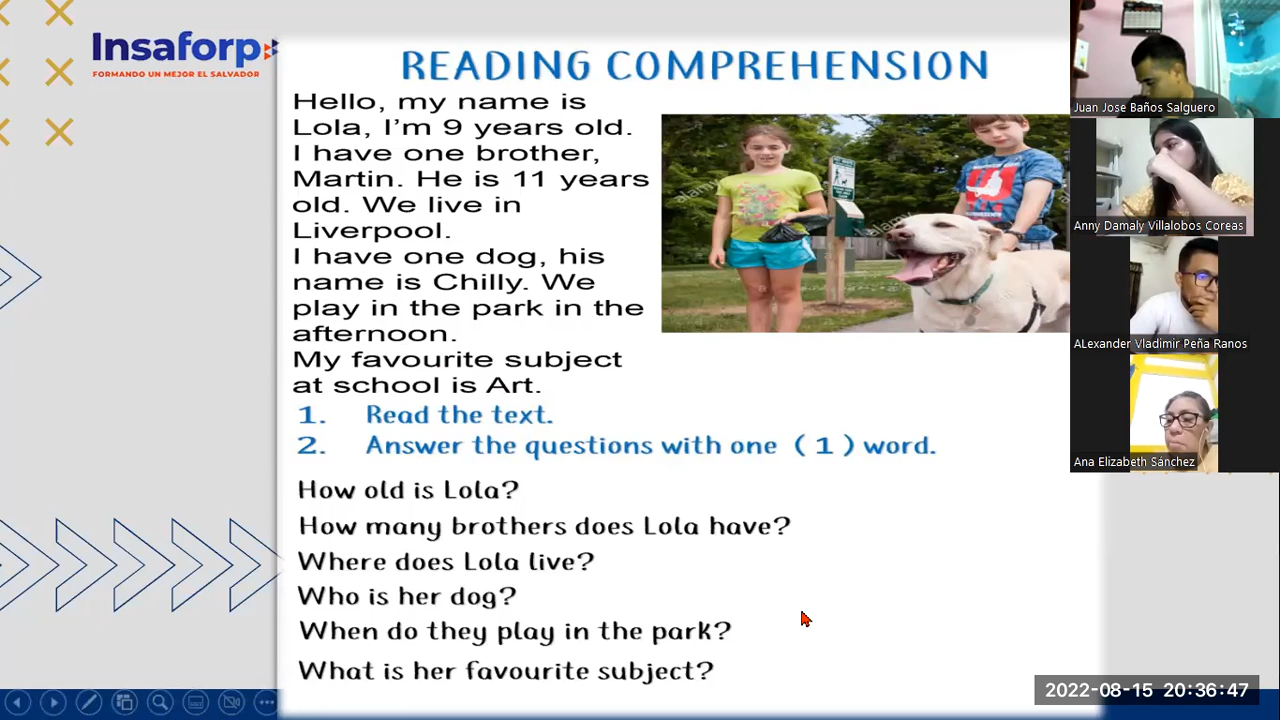 Insaforp
FORMANDO UN MEJOR EL SALVADOR
READING COMPREHENSION
Hello, my name is
Lola, I'm 9 years old.
I have one brother,
Martin. He is 11 years
old. We live in
Liverpool.
I have one dog, his
name is Chilly. We
play in the park in the
afternoon.
My favourite subject
at school is Art.
1. Read the text.
2. Answer the questions with one (1) word.
How old is Lola?
How many brothers does Lola have?
Where does Lola live?
Who is her dog?
When do they play in the park?
What is her favourite subject?
alamy
alamy
Juan Jose Baños Salguero
Anny Damaly Villalobos Coreas
ALexander Vladimir Peña Ranos
Ana Elizabeth Sánchez
2022-08-15 20:36:47